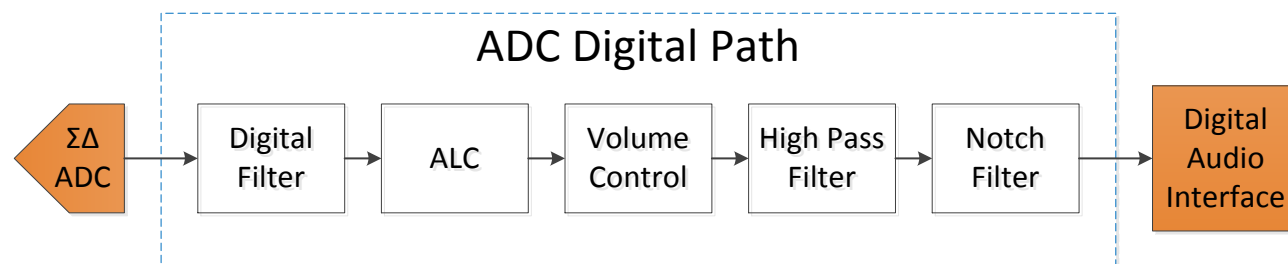 ADC Digital Path
ΣΔ
ADC
Digital
Filter
ALC
Volume
Control
High Pass
Filter
Notch
Filter
Digital
Audio
Interface